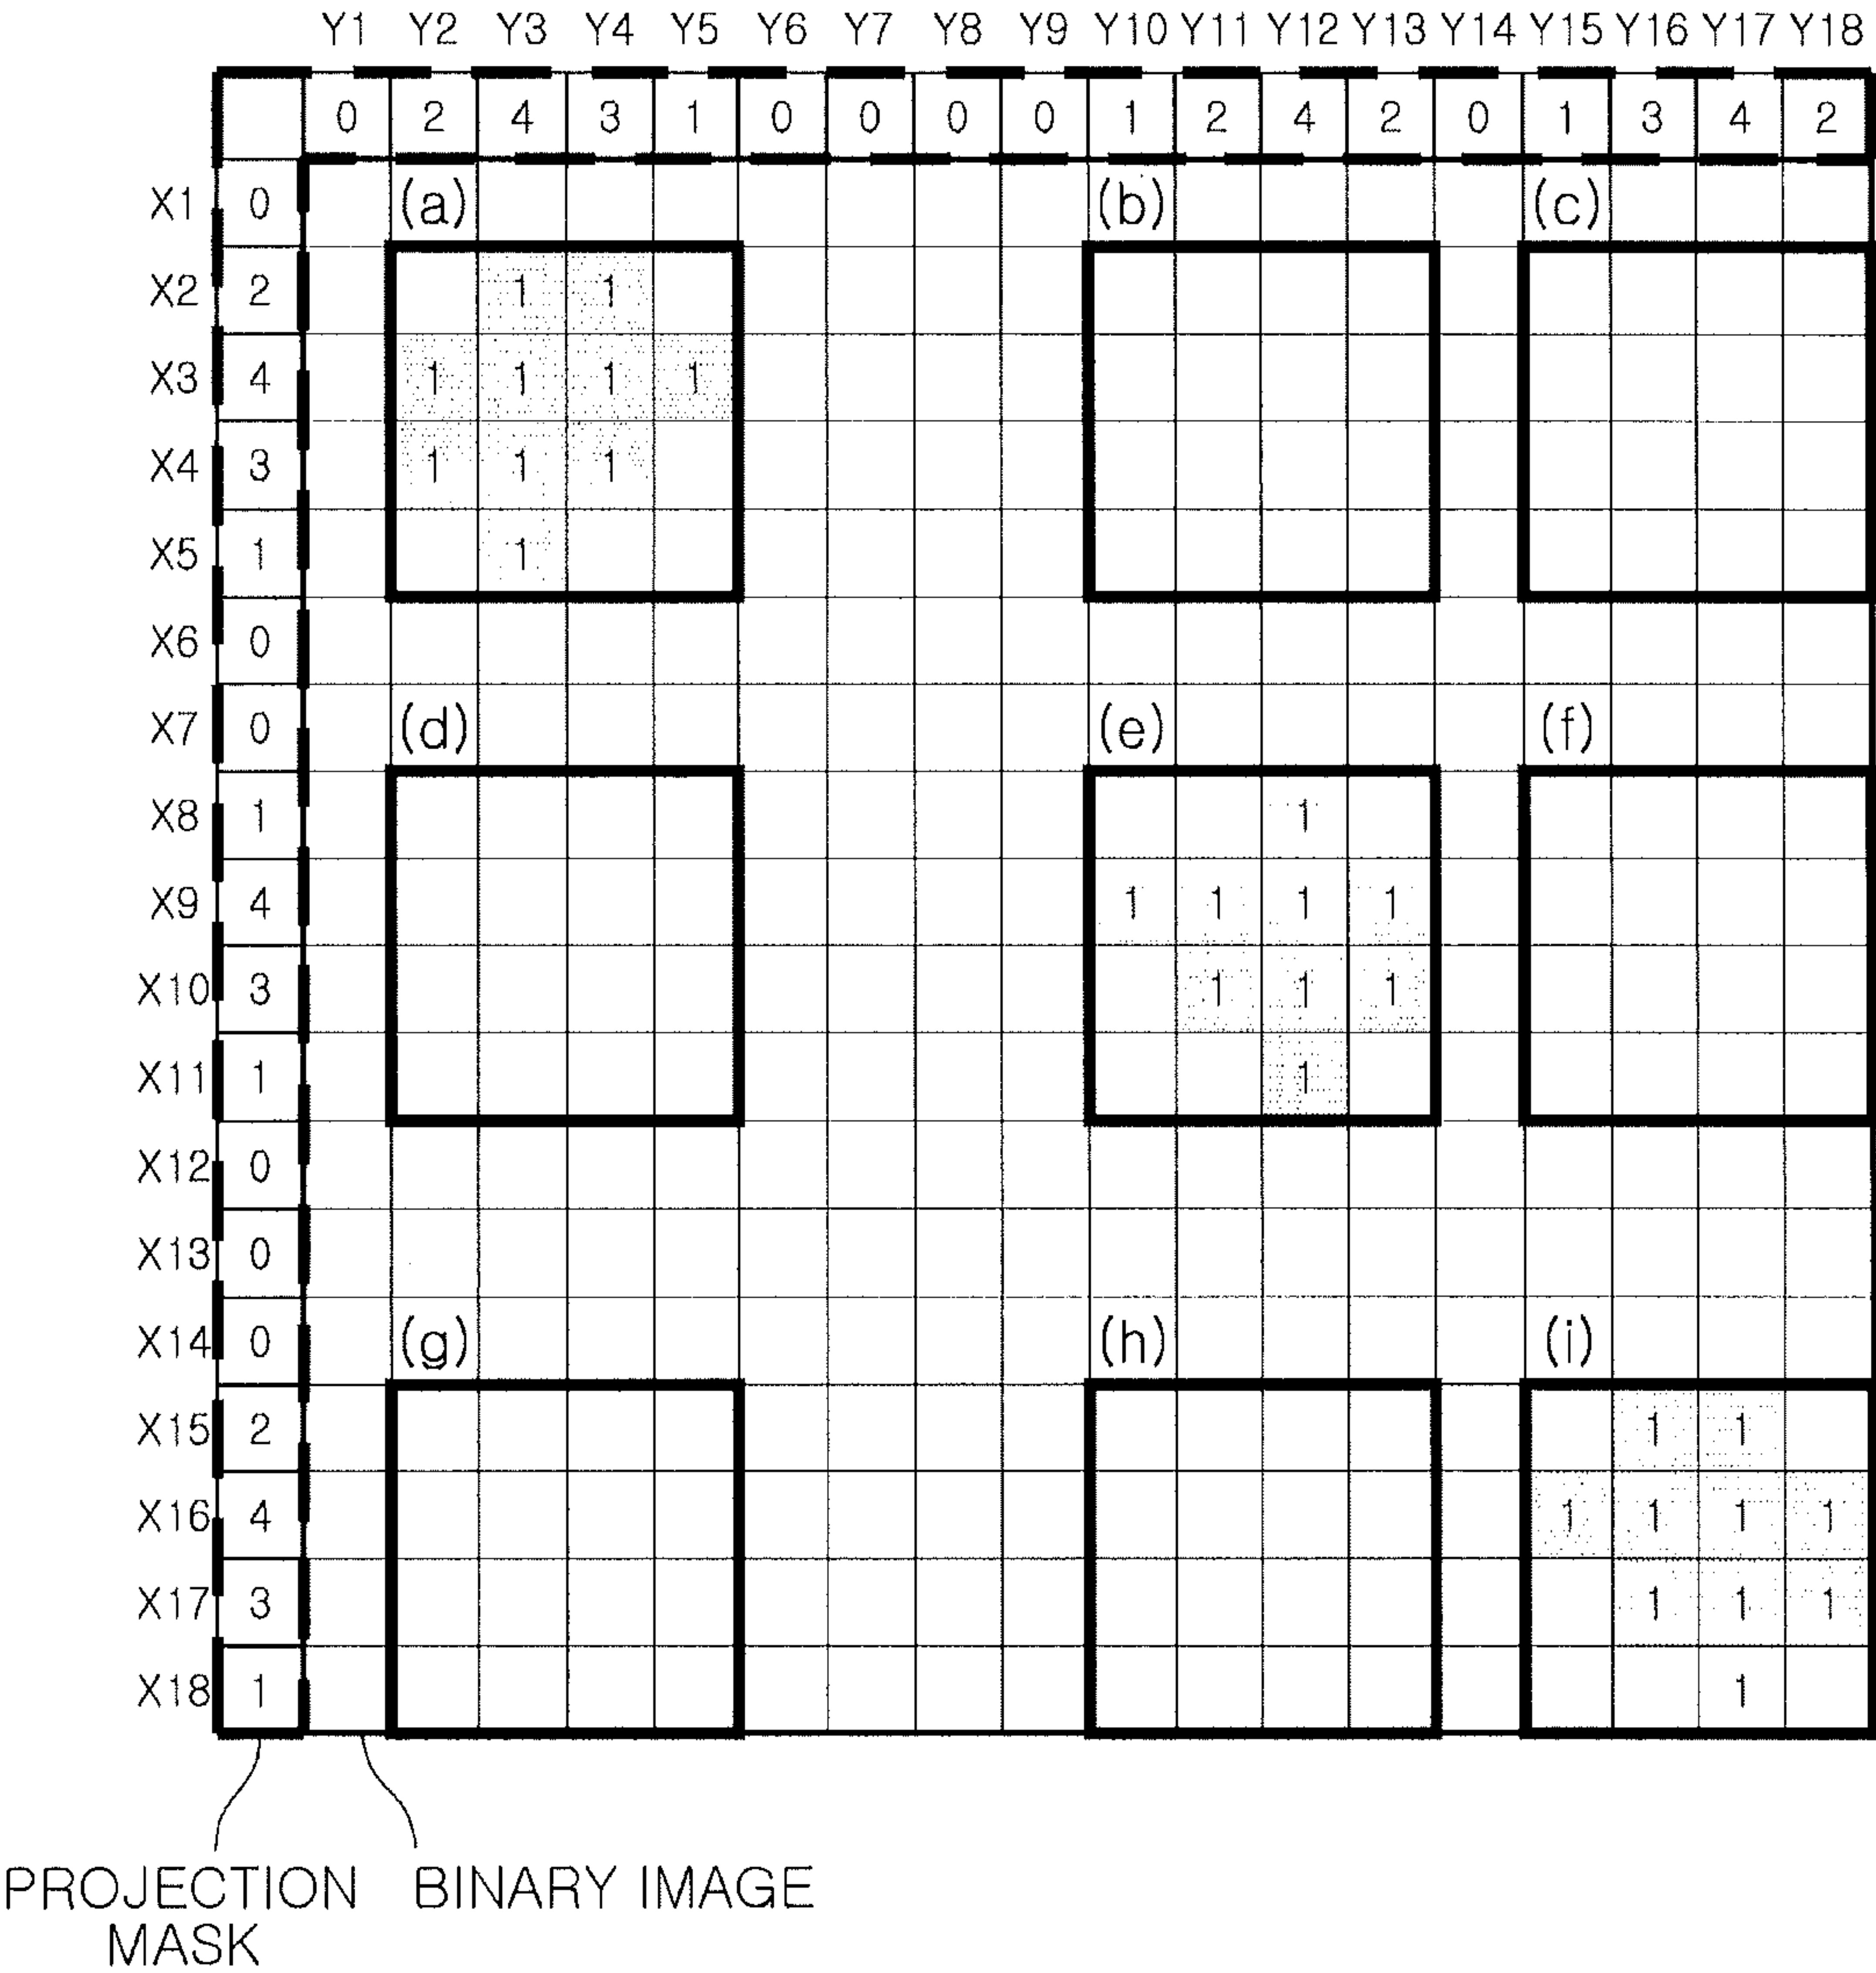 Y1 Y2 Y3 Y4 Y5 Y6 Y7 Y8 Y9 Y10 Y11 Y12 Y13 Y14 Y15 Y16 Y17 Y18
0 2 4 3 1 0 0 0 0 1 2 4 2 0 1 3 4 2
X1 0 (a) (b) (c)
X2 2 1 1
X3 4 1 1 1 1
X4 3 1 1 1
X5 1 1
X6 0
X7 0 (d) (e) (f)
X8 1 1
X9 4 1 1 1 1
X10 3 1 1 1
X11 1 1
X12 0
X13 0
X14 0 (g) (h) (i)
X15 2 1 1
X16 4 1 1 1 1
X17 3 1 1 1
X18 1 1
PROJECTION BINARY IMAGE
MASK